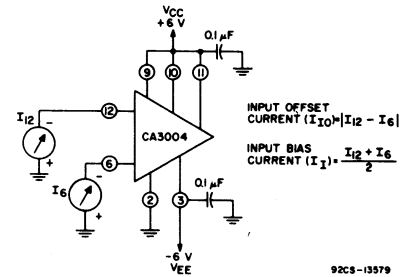 VCC
+6 V
0.1 µF
9
10
11
I12
12
-
+
CA3004
INPUT OFFSET
CURRENT (IIO)=|I12 - I6|
INPUT BIAS
CURRENT (II)= I12 + I6
2
6
-
I6
+
2
3
0.1 µF
-6 V
VEE
92CS-13579